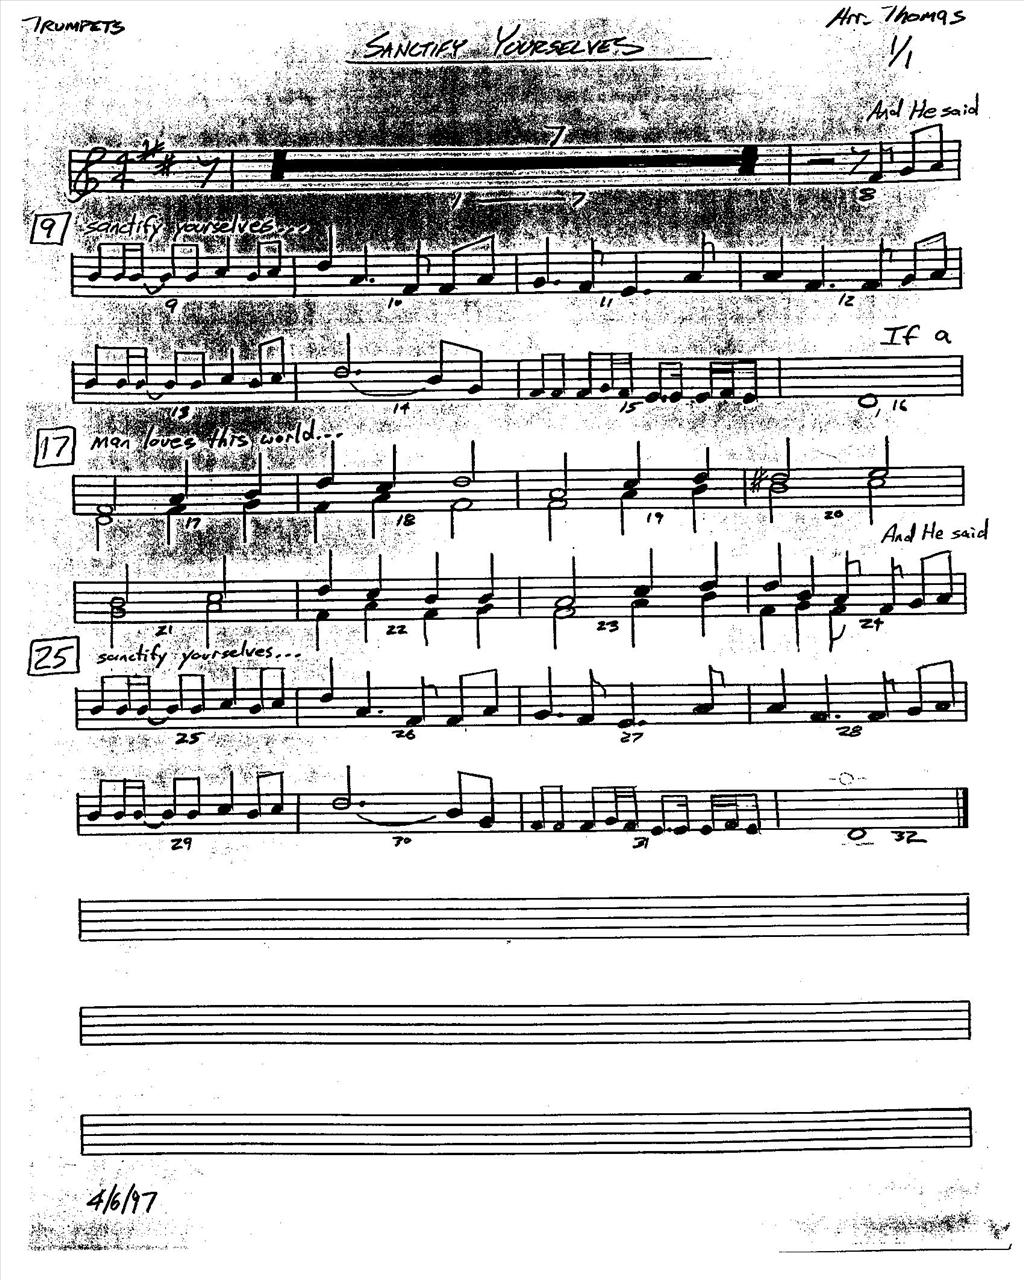 TRUMPETS
Arr. Thomas
SANCTIFY YOURSELVES
1/1
And He said
7
4
7
8
9 sanctify yourselves...
9 10 11 12
If a
13 14 15 16
17 man loves this world...
17 18 19 20
And He said
21 22 23 24
25 sanctify yourselves...
25 26 27 28
29 30 31 32
4/6/97